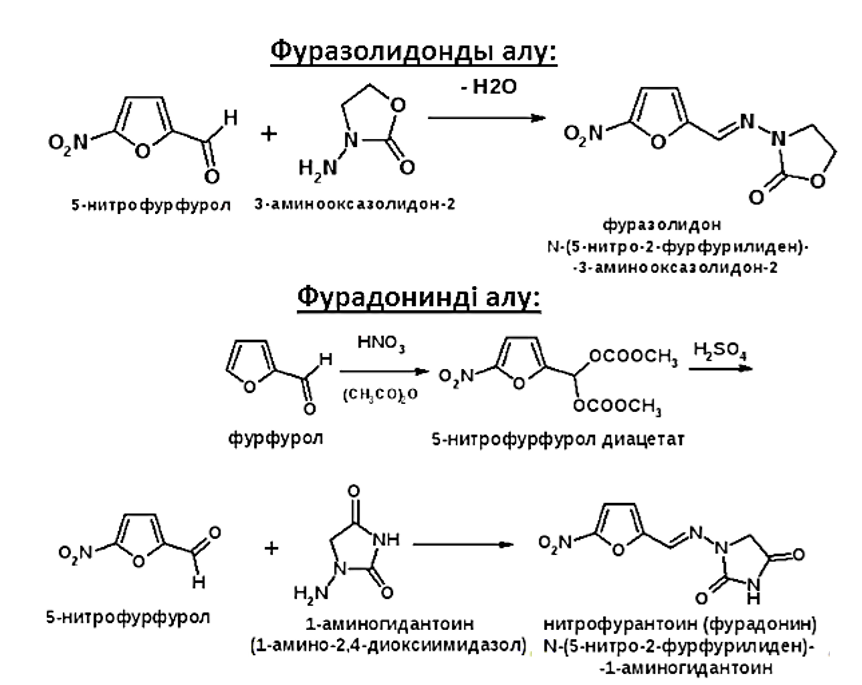 Фуразолидонды алу:
- H2O
O₂N O H O + N O O H₂N O₂N O N N O O
5-нитрофурфурол 3-аминооксазолидон-2
фуразолидон
N-(5-нитро-2-фурфурилиден)-
-3-аминооксазолидон-2
Фурадонинді алу:
O H O HNO₃ (CH₃CO)₂O O₂N O OCOOCH₃ OCOOCH₃ H₂SO₄
фурфурол 5-нитрофурфурол диацетат
O₂N O O H + O NH N O H₂N O₂N O N N O O N H
5-нитрофурфурол
1-аминогидантоин
(1-амино-2,4-диоксиимидазол)
нитрофурантоин (фурадонин)
N-(5-нитро-2-фурфурилиден)-
-1-аминогидантоин